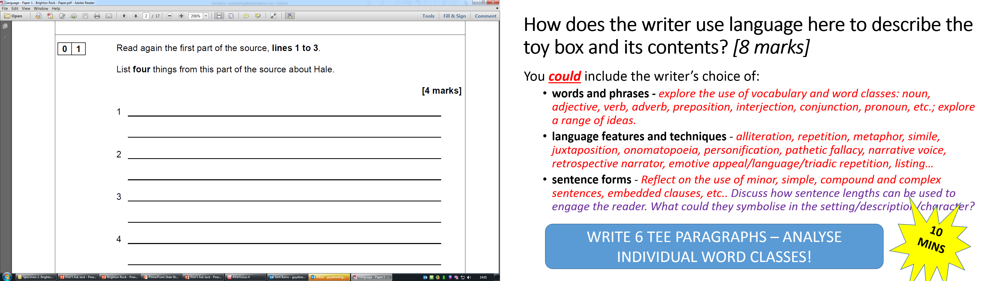 Language - Paper 1 - Brighton Rock - Paper.pdf - Adobe Reader
File Edit View Window Help
Open 2 / 17 206% Tools Fill & Sign Comment
0 1 Read again the first part of the source, lines 1 to 3.
List four things from this part of the source about Hale.
[4 marks]
1
2
3
4
Specimen 2. Brighto... Don't Ask Jack - Pow... Brighton Rock - Pow... PowerPoint Slide Sh... Don't Ask Jack - Pow... AVerVision 4 Sent Items - guydow... Inbox - guydowling... Language - Paper 1 -... 14:01
How does the writer use language here to describe the
toy box and its contents? [8 marks]
You could include the writer's choice of:
• words and phrases - explore the use of vocabulary and word classes: noun,
adjective, verb, adverb, preposition, interjection, conjunction, pronoun, etc.; explore
a range of ideas.
• language features and techniques - alliteration, repetition, metaphor, simile,
juxtaposition, onomatopoeia, personification, pathetic fallacy, narrative voice,
retrospective narrator, emotive appeal/language/triadic repetition, listing...
• sentence forms - Reflect on the use of minor, simple, compound and complex
sentences, embedded clauses, etc.. Discuss how sentence lengths can be used to
engage the reader. What could they symbolise in the setting/description/character?
WRITE 6 TEE PARAGRAPHS – ANALYSE
INDIVIDUAL WORD CLASSES!
10
MINS